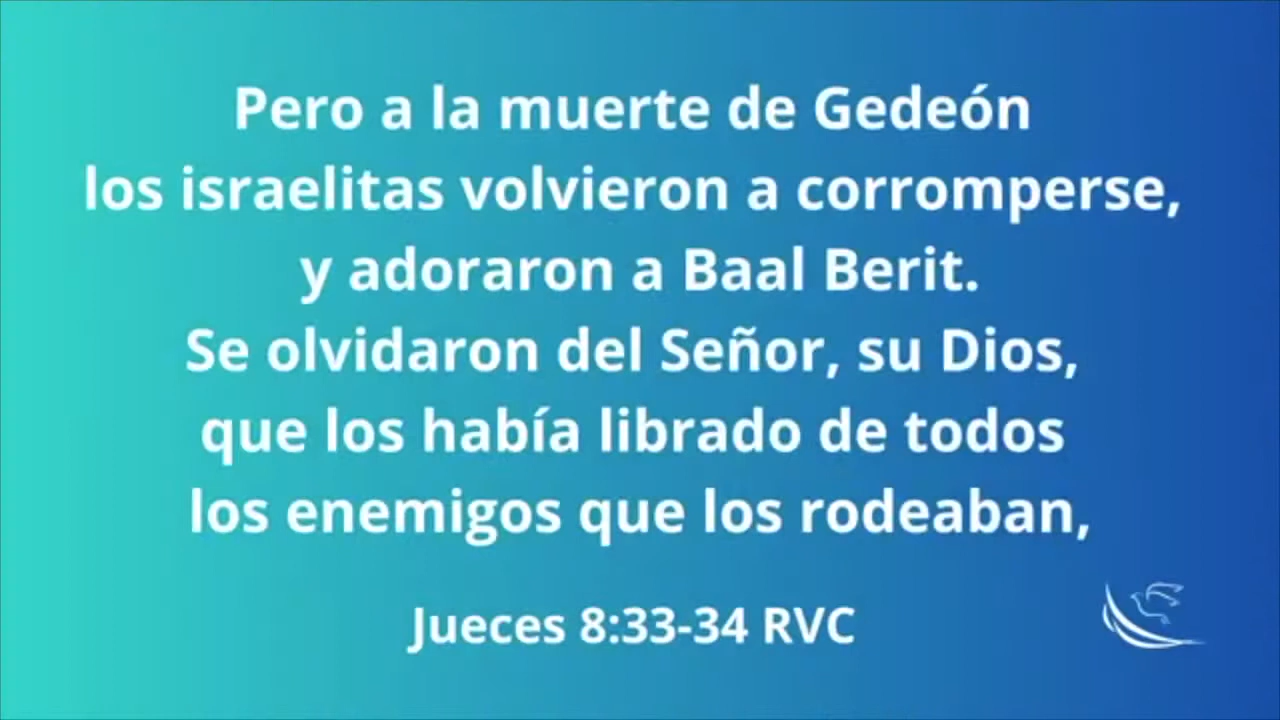 Pero a la muerte de Gedeón
los israelitas volvieron a corromperse,
y adoraron a Baal Berit.
Se olvidaron del Señor, su Dios,
que los había librado de todos
los enemigos que los rodeaban,
Jueces 8:33-34 RVC